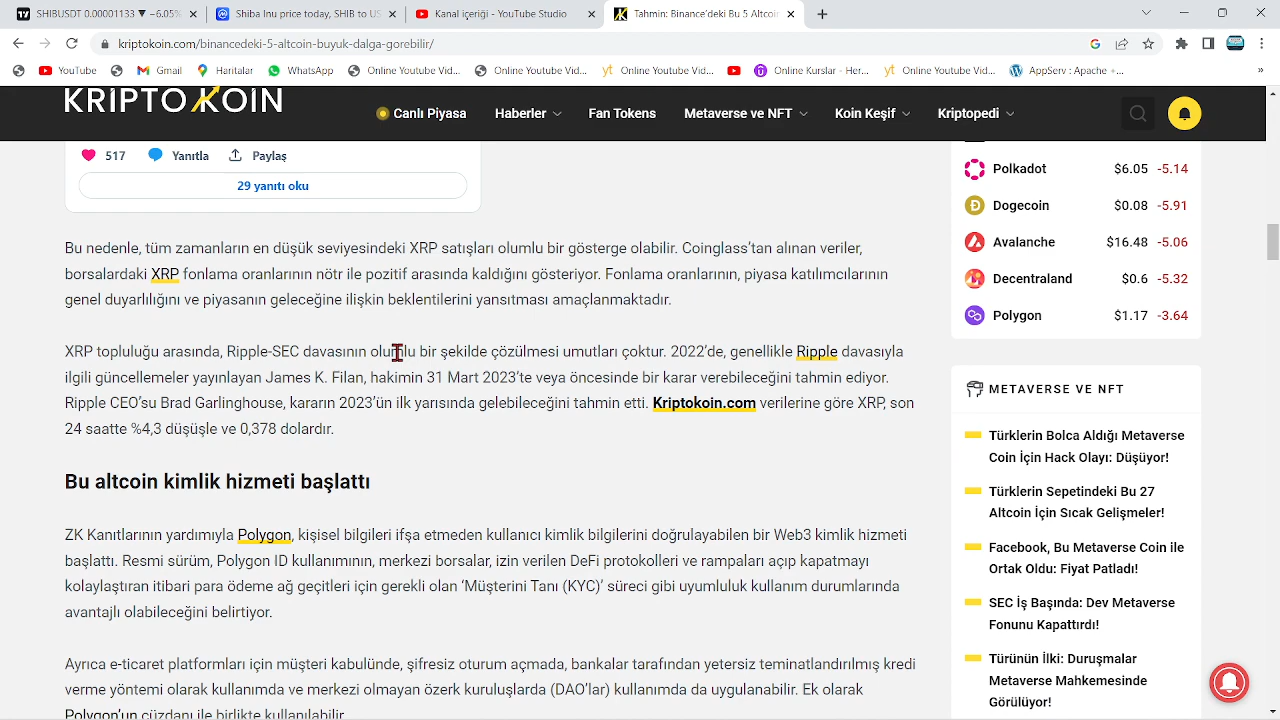 SHIBUSDT 0.00001133 ▼ −6.05%
Shiba Inu price today, SHIB to US
Kanal içeriği - YouTube Studio
Tahmin: Binance'deki Bu 5 Altcoin
kriptokoin.com/binancedeki-5-altcoin-buyuk-dalga-gorebilir/
YouTube
Gmail
Haritalar
WhatsApp
Online Youtube Vid...
Online Youtube Vid...
Online Youtube Vid...
Online Kurslar - Her...
Online Youtube Vid...
AppServ : Apache +...
KRİPTO KOİN
Canlı Piyasa
Haberler
Fan Tokens
Metaverse ve NFT
Koin Keşif
Kriptopedi
517
Yanıtla
Paylaş
29 yanıtı oku
Bu nedenle, tüm zamanların en düşük seviyesindeki XRP satışları olumlu bir gösterge olabilir. Coinglass'tan alınan veriler,
borsalardaki XRP fonlama oranlarının nötr ile pozitif arasında kaldığını gösteriyor. Fonlama oranlarının, piyasa katılımcılarının
genel duyarlılığını ve piyasanın geleceğine ilişkin beklentilerini yansıtması amaçlanmaktadır.
XRP topluluğu arasında, Ripple-SEC davasının olumlu bir şekilde çözülmesi umutları çoktur. 2022'de, genellikle Ripple davasıyla
ilgili güncellemeler yayınlayan James K. Filan, hakimin 31 Mart 2023'te veya öncesinde bir karar verebileceğini tahmin ediyor.
Ripple CEO'su Brad Garlinghouse, kararın 2023'ün ilk yarısında gelebileceğini tahmin etti. Kriptokoin.com verilerine göre XRP, son
24 saatte %4,3 düşüşle ve 0,378 dolardır.
Bu altcoin kimlik hizmeti başlattı
ZK Kanıtlarının yardımıyla Polygon, kişisel bilgileri ifşa etmeden kullanıcı kimlik bilgilerini doğrulayabilen bir Web3 kimlik hizmeti
başlattı. Resmi sürüm, Polygon ID kullanımının, merkezi borsalar, izin verilen DeFi protokolleri ve rampaları açıp kapatmayı
kolaylaştıran itibari para ödeme ağ geçitleri için gerekli olan 'Müşterini Tanı (KYC)' süreci gibi uyumluluk kullanım durumlarında
avantajlı olabileceğini belirtiyor.
Ayrıca e-ticaret platformları için müşteri kabulünde, şifresiz oturum açmada, bankalar tarafından yetersiz teminatlandırılmış kredi
verme yöntemi olarak kullanımda ve merkezi olmayan özerk kuruluşlarda (DAO'lar) kullanımda da uygulanabilir. Ek olarak
Polygon'un cüzdanı ile birlikte kullanılabilir.
Polkadot $6.05 -5.14
Dogecoin $0.08 -5.91
Avalanche $16.48 -5.06
Decentraland $0.6 -5.32
Polygon $1.17 -3.64
METAVERSE VE NFT
Türklerin Bolca Aldığı Metaverse
Coin İçin Hack Olayı: Düşüyor!
Türklerin Sepetindeki Bu 27
Altcoin İçin Sıcak Gelişmeler!
Facebook, Bu Metaverse Coin ile
Ortak Oldu: Fiyat Patladı!
SEC İş Başında: Dev Metaverse
Fonunu Kapattırdı!
Türünün İlki: Duruşmalar
Metaverse Mahkemesinde
Görülüyor!